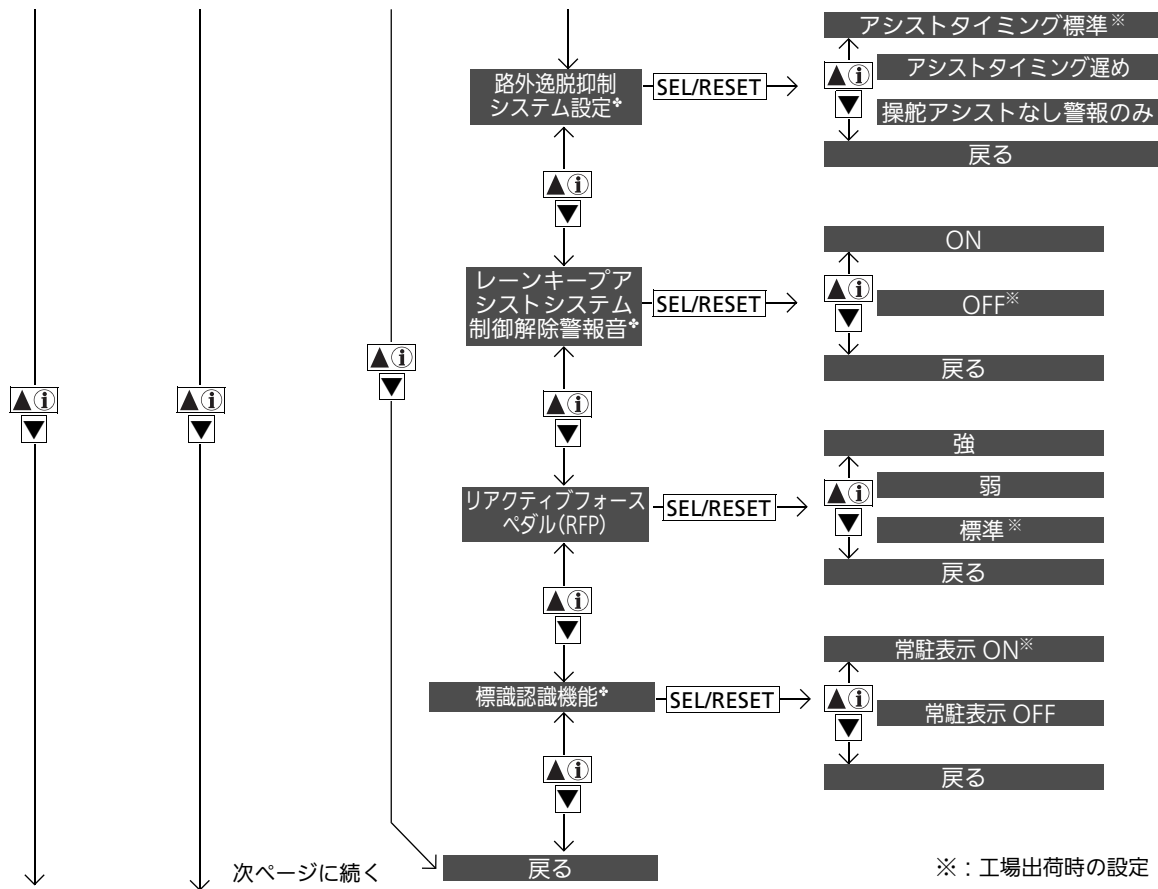 アシストタイミング標準※
▲ⓘ
アシストタイミング遅め
▼
操舵アシストなし警報のみ
戻る
路外逸脱抑制
システム設定✤
SEL/RESET
▲ⓘ
▼
ON
▲ⓘ
OFF※
▼
戻る
レーンキープア
シストシステム
制御解除警報音✤
SEL/RESET
▲ⓘ
▼
▲ⓘ
▼
▲ⓘ
▼
▲ⓘ
▼
強
▲ⓘ
弱
▼
標準※
戻る
リアクティブフォース
ペダル(RFP)
SEL/RESET
▲ⓘ
▼
常駐表示 ON※
▲ⓘ
常駐表示 OFF
▼
戻る
標識認識機能✤
SEL/RESET
▲ⓘ
▼
戻る
次ページに続く
※：工場出荷時の設定